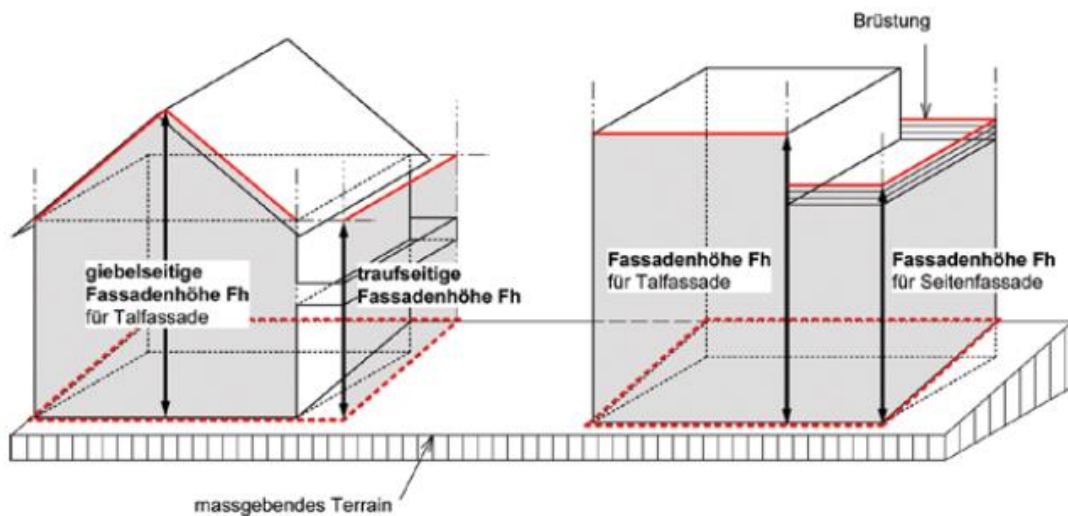 Brüstung
giebelseitige
Fassadenhöhe Fh
für Talfassade
traufseitige
Fassadenhöhe Fh
Fassadenhöhe Fh
für Talfassade
Fassadenhöhe Fh
für Seitenfassade
massgebendes Terrain